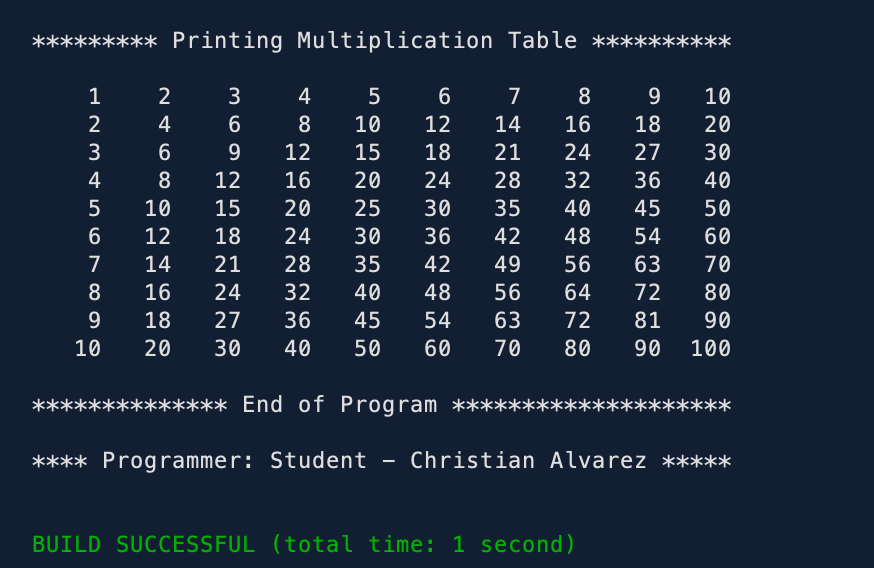 ********* Printing Multiplication Table **********
1 2 3 4 5 6 7 8 9 10
2 4 6 8 10 12 14 16 18 20
3 6 9 12 15 18 21 24 27 30
4 8 12 16 20 24 28 32 36 40
5 10 15 20 25 30 35 40 45 50
6 12 18 24 30 36 42 48 54 60
7 14 21 28 35 42 49 56 63 70
8 16 24 32 40 48 56 64 72 80
9 18 27 36 45 54 63 72 81 90
10 20 30 40 50 60 70 80 90 100
************** End of Program ********************
**** Programmer: Student – Christian Alvarez *****
BUILD SUCCESSFUL (total time: 1 second)